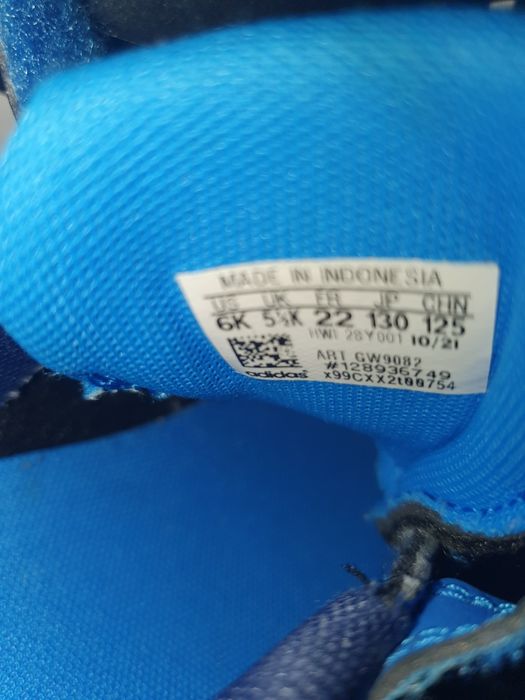 MADE IN INDONESIA
US UK FR JP CHN
6K 5½K 22 130 125
HWI 28Y001 10/21
ART GW9082
#128936749
adidas x99CXX2t00754